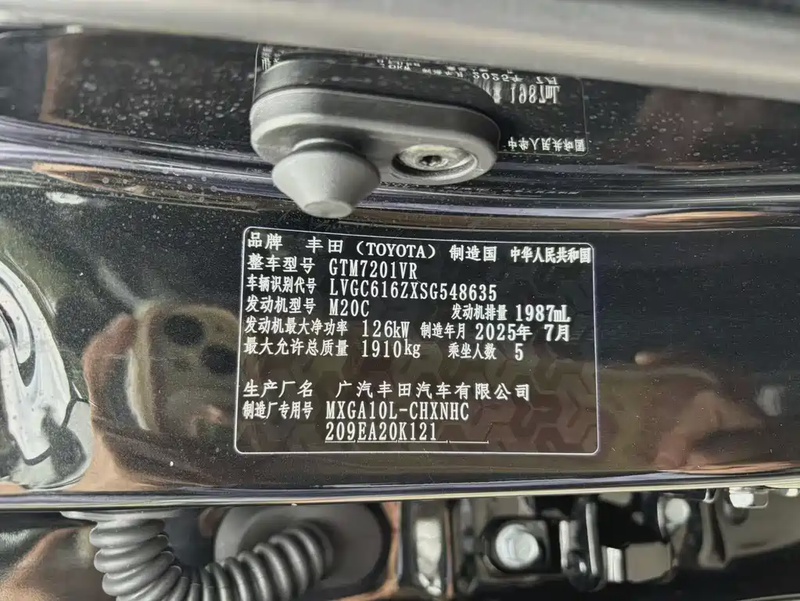 品牌 丰田 (TOYOTA) 制造国 中华人民共和国
整车型号 GTM7201VR
车辆识别代号 LVGC616ZXSG548635
发动机型号 M20C 发动机排量 1987mL
发动机最大净功率 126kW 制造年月 2025年 7月
最大允许总质量 1910kg 乘坐人数 5
生产厂名 广汽丰田汽车有限公司
制造厂专用号 MXGA10L-CHXNHC
209EA20K121